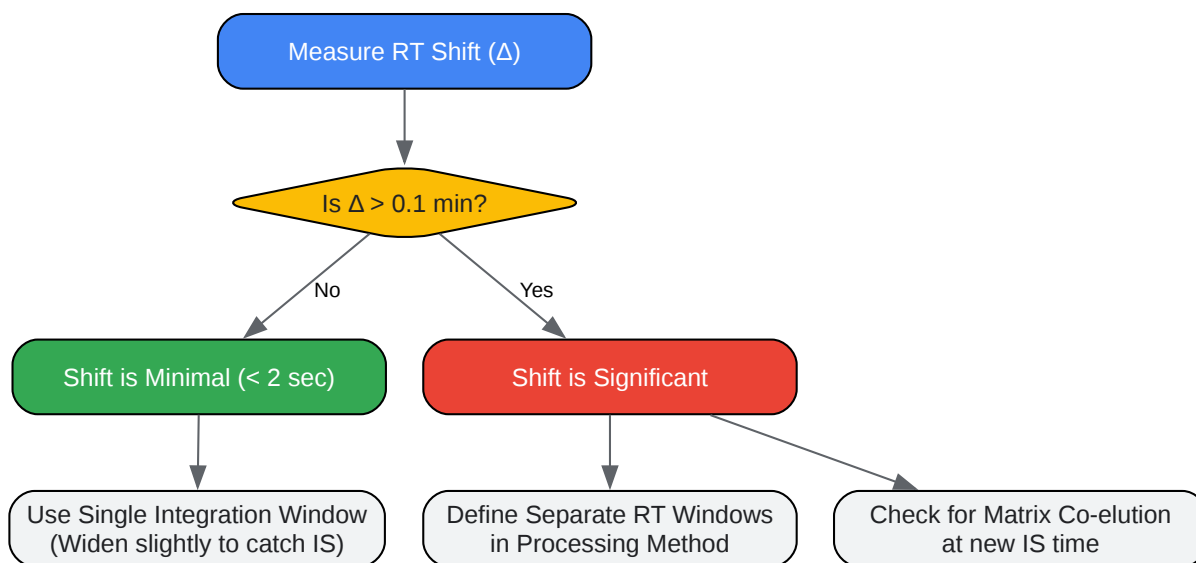 Measure RT Shift (Δ)
Is Δ > 0.1 min?
No
Yes
Shift is Minimal (< 2 sec)
Shift is Significant
Use Single Integration Window
(Widen slightly to catch IS)
Define Separate RT Windows
in Processing Method
Check for Matrix Co-elution
at new IS time